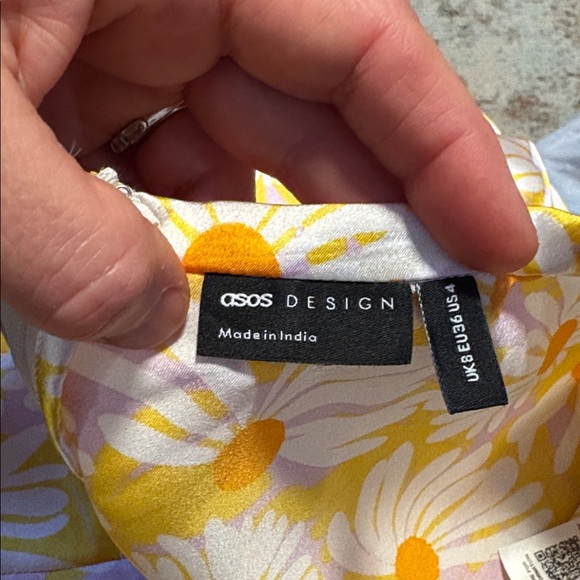 asos DESIGN
Made in India
UK8 EU36 US4